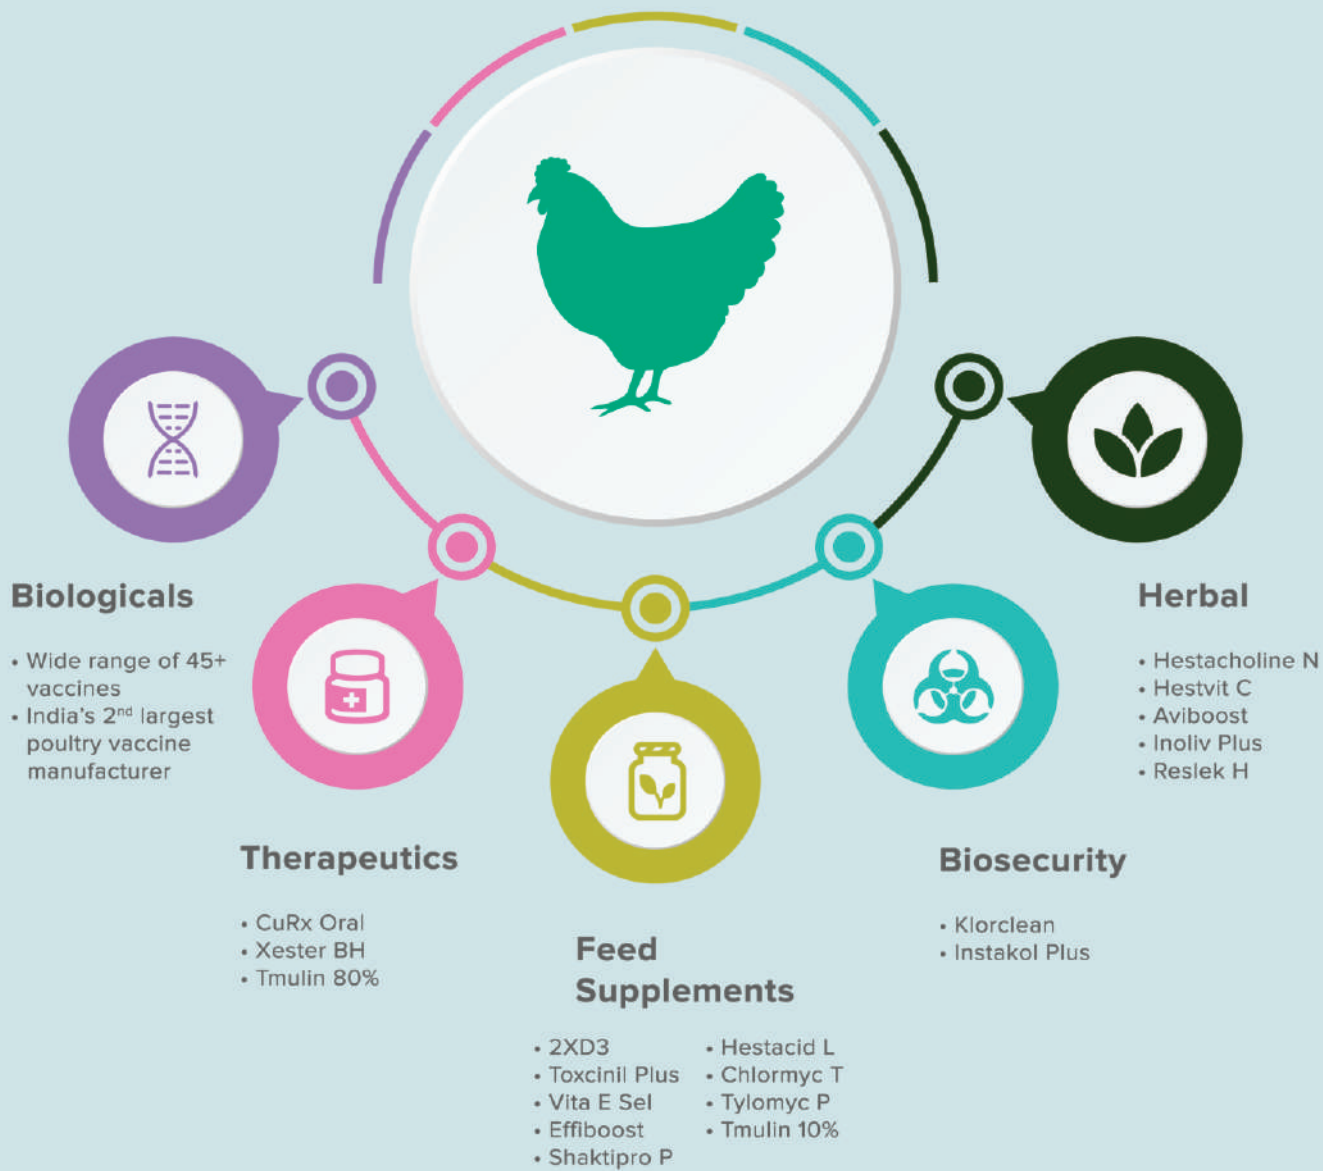 Biologicals
• Wide range of 45+
vaccines
• India's 2nd largest
poultry vaccine
manufacturer
Therapeutics
• CuRx Oral
• Xester BH
• Tmulin 80%
Feed
Supplements
• 2XD3
• Toxcinil Plus
• Vita E Sel
• Effiboost
• Shaktipro P
• Hestacid L
• Chlormyc T
• Tylomyc P
• Tmulin 10%
Biosecurity
• Klorclean
• Instakol Plus
Herbal
• Hestacholine N
• Hestvit C
• Aviboost
• Inoliv Plus
• Reslek H